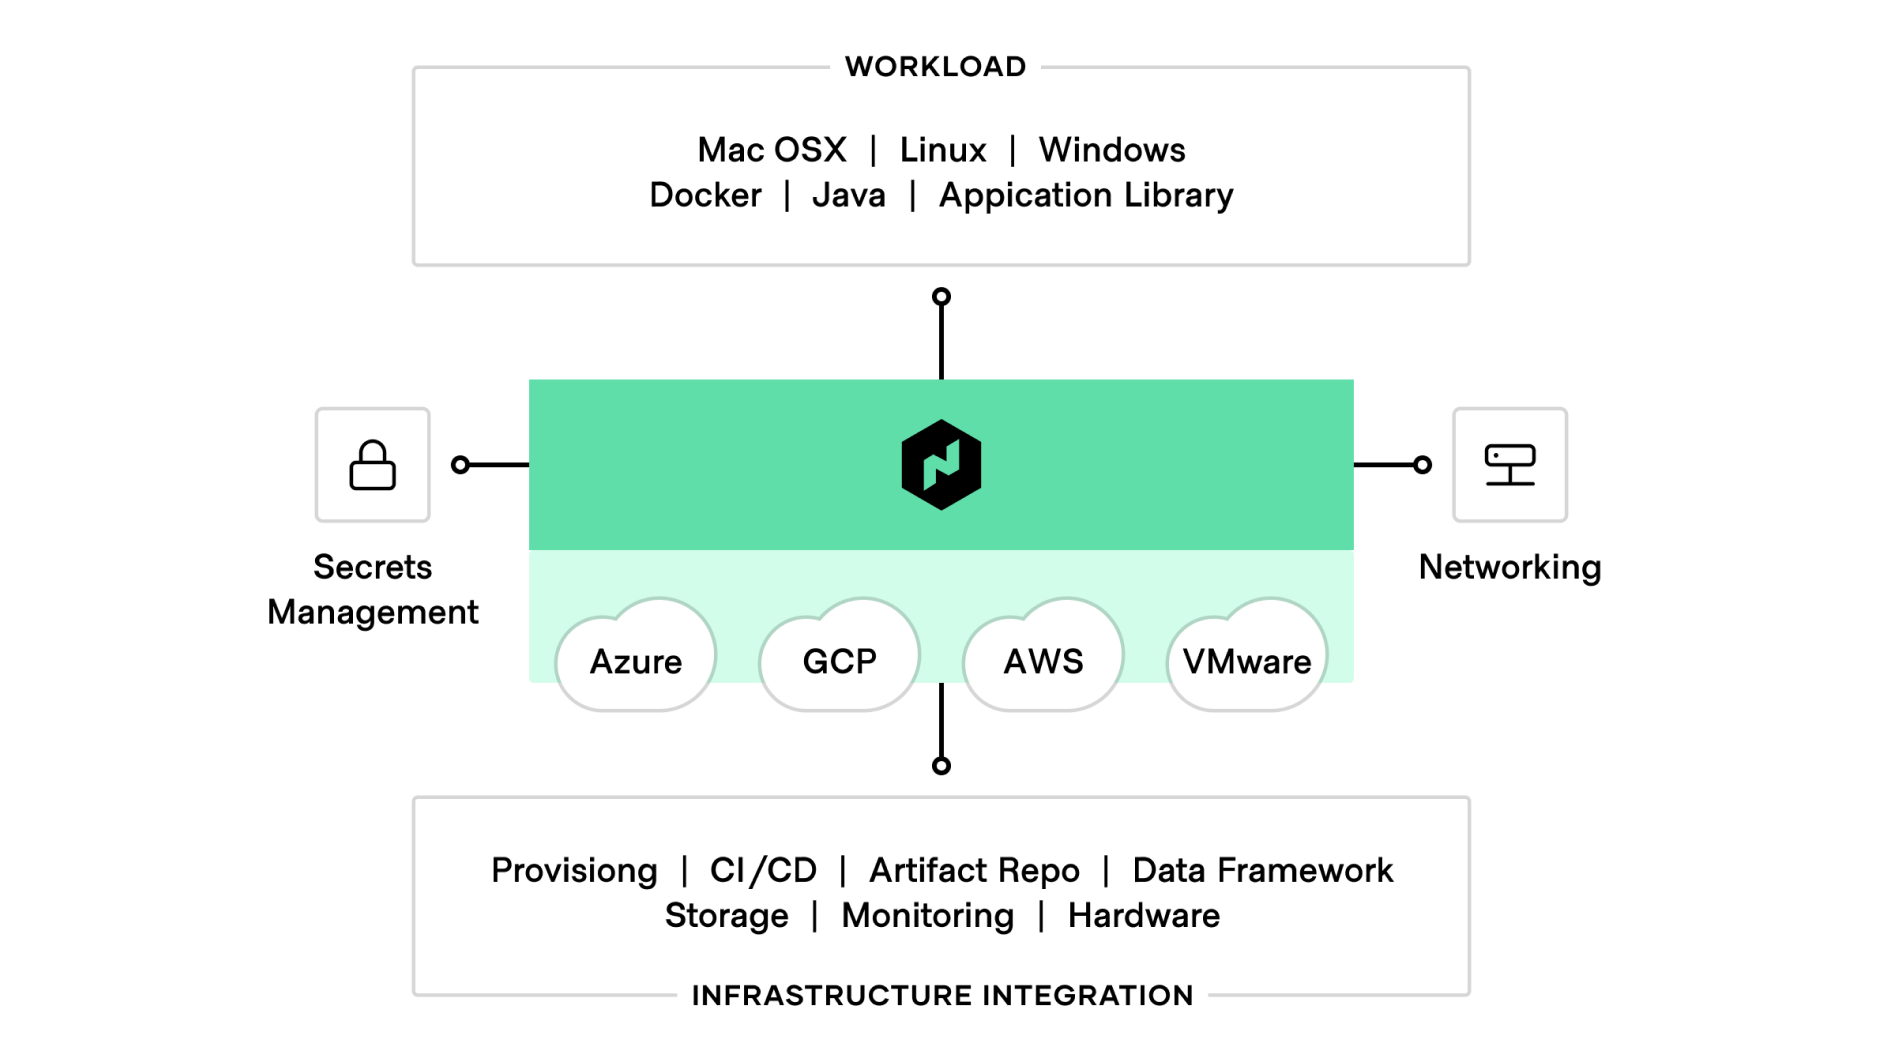 WORKLOAD
Mac OSX | Linux | Windows
Docker | Java | Appication Library
Secrets
Management
Networking
Azure
GCP
AWS
VMware
Provisiong | CI/CD | Artifact Repo | Data Framework
Storage | Monitoring | Hardware
INFRASTRUCTURE INTEGRATION